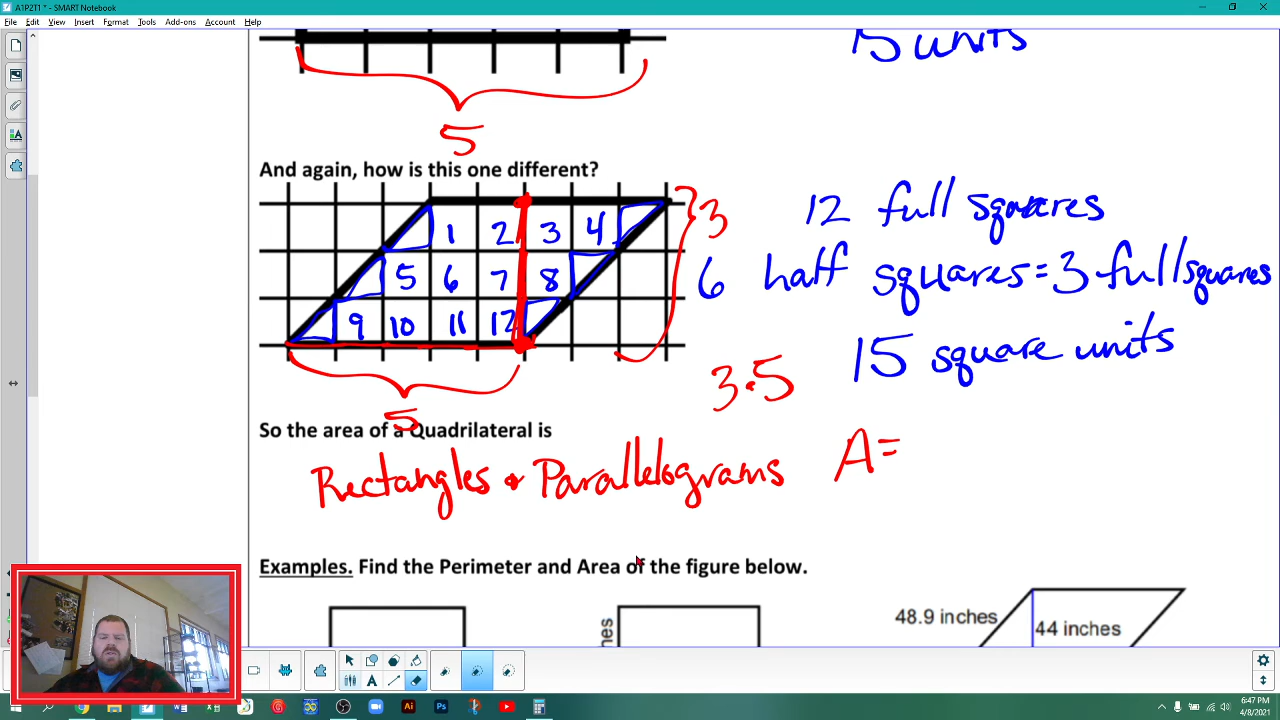 A1P2T1 * - SMART Notebook
File Edit View Insert Format Tools Add-ons Account Help
15 units
5
And again, how is this one different?
1 2 3 4
5 6 7 8
9 10 11 12
3
5
12 full squares
6 half squares = 3 full squares
15 square units
3.5
So the area of a Quadrilateral is
Rectangles + Parallelograms A=
Examples. Find the Perimeter and Area of the figure below.
48.9 inches
44 inches
6:47 PM
4/8/2021